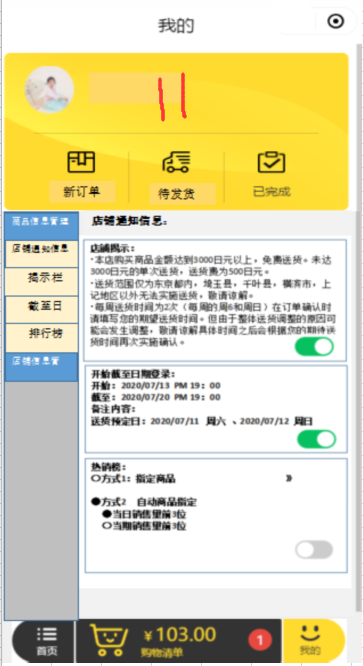 我的
新订单
待发货
已完成
商品信息管理
店铺通知信息
揭示栏
截至日
排行榜
店铺信息管
店铺通知信息:
店铺揭示:
·本店购买商品金额达到3000日元以上，免费送货。未达
3000日元的单次送货，送货费为500日元。
·送货范围仅为东京都内，埼玉县，千叶县，横滨市，上
记地区以外无法实施送货，敬请谅解。
·每周送货时间为2次（每周的周6和周日）在订单确认时
请填写您的期望送货时间。但由于整体送货调整的原因可
能会发生调整，敬请谅解具体时间之后会根据您的期待送
货时间再次实施确认。
开始截至日期登录:
开始: 2020/07/13 PM 19: 00
截至: 2020/07/20 PM 19: 00
备注内容:
送货预定日: 2020/07/11 周六 、2020/07/12 周日
热销榜:
○方式1: 指定商品 》
●方式2 自动商品指定
●当日销售量前3位
●当期销售量前3位
首页
¥103.00
购物清单
1
我的